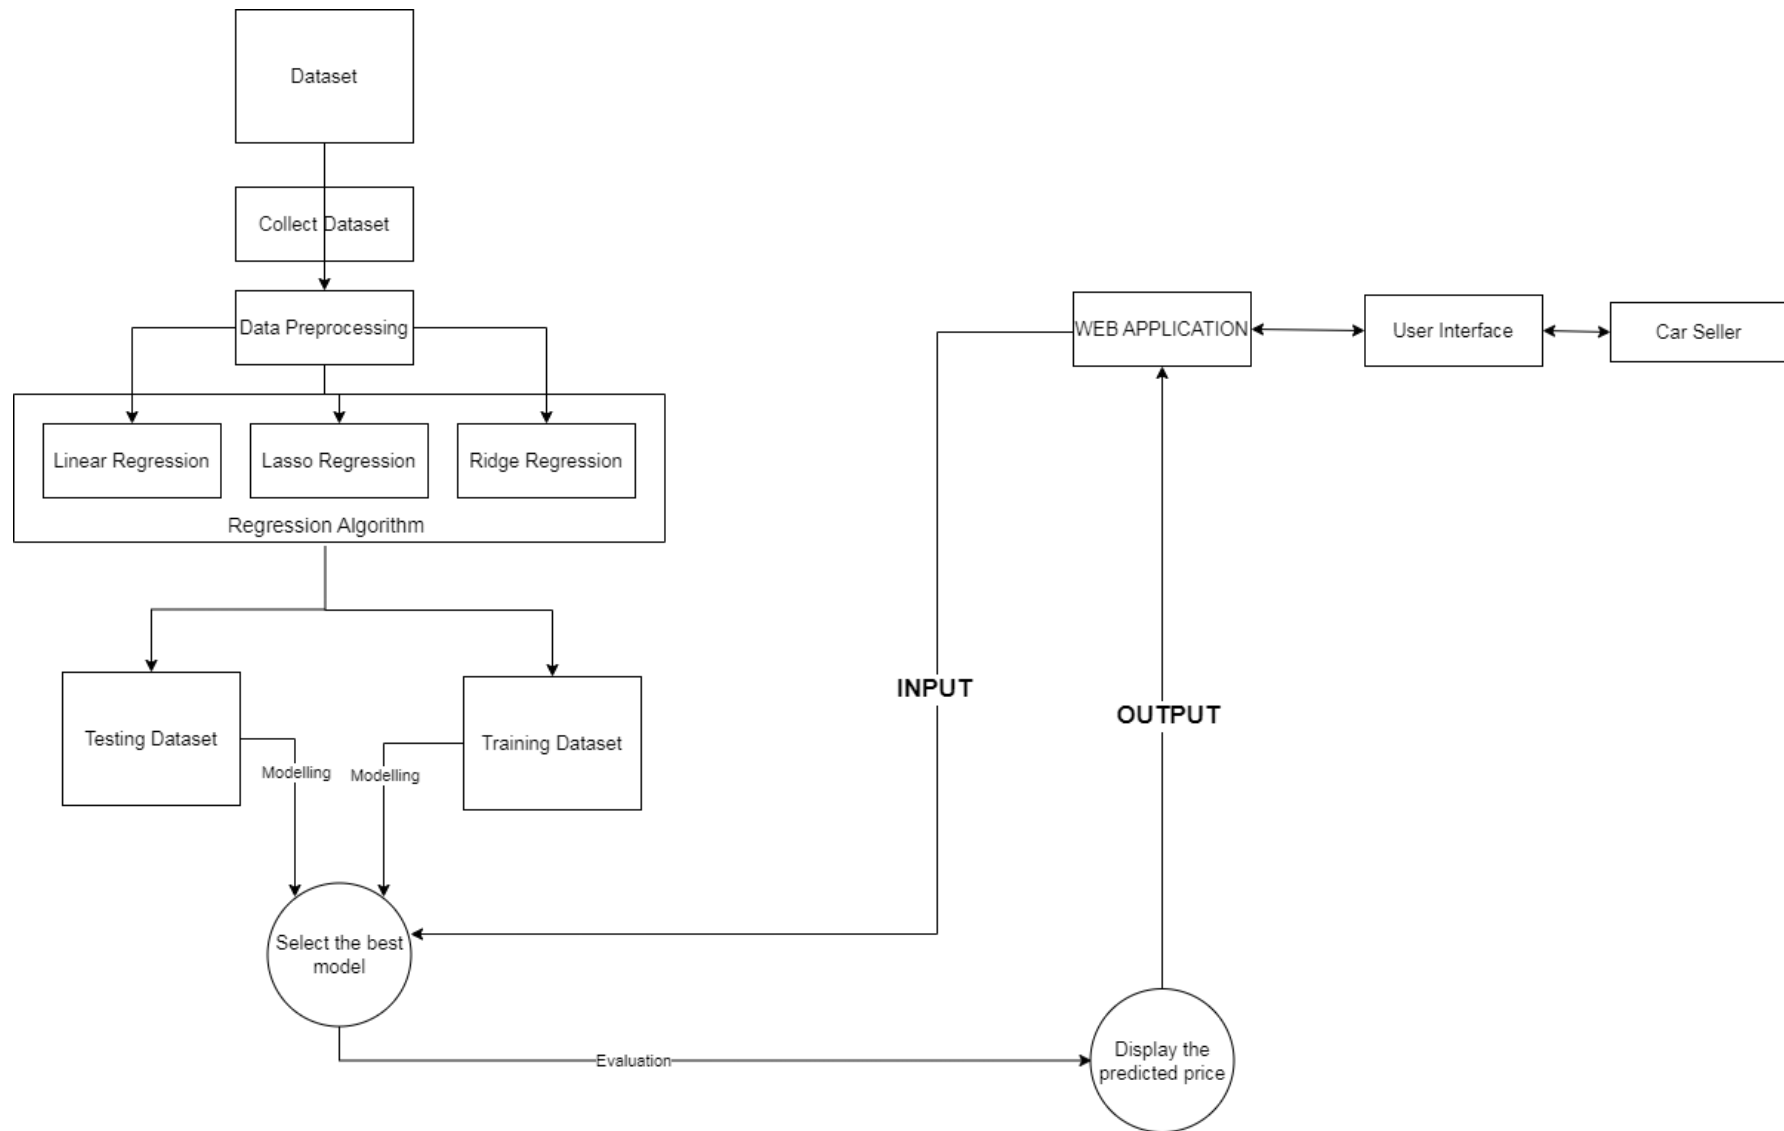 Dataset
Collect Dataset
Data Preprocessing
WEB APPLICATION
User Interface
Car Seller
Linear Regression
Lasso Regression
Ridge Regression
Regression Algorithm
INPUT
OUTPUT
Testing Dataset
Training Dataset
Modelling
Modelling
Select the best
model
Evaluation
Display the
predicted price